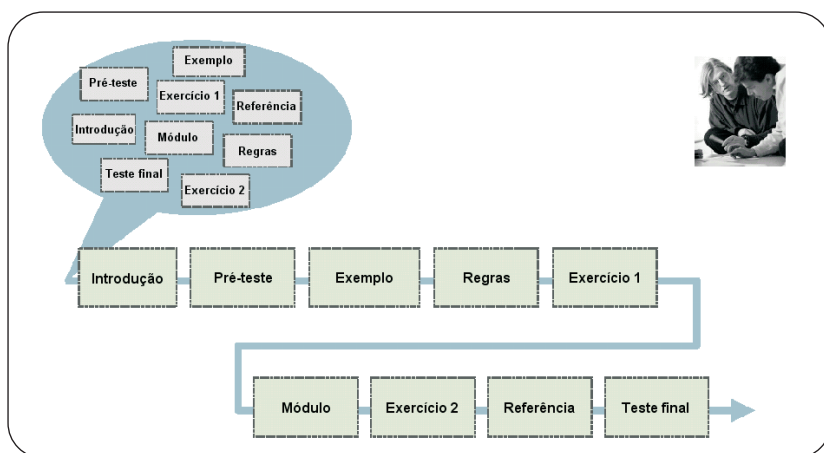 Exemplo
Pré-teste
Exercício 1
Referência
Introdução
Módulo
Regras
Teste final
Exercício 2
Introdução
Pré-teste
Exemplo
Regras
Exercício 1
Módulo
Exercício 2
Referência
Teste final